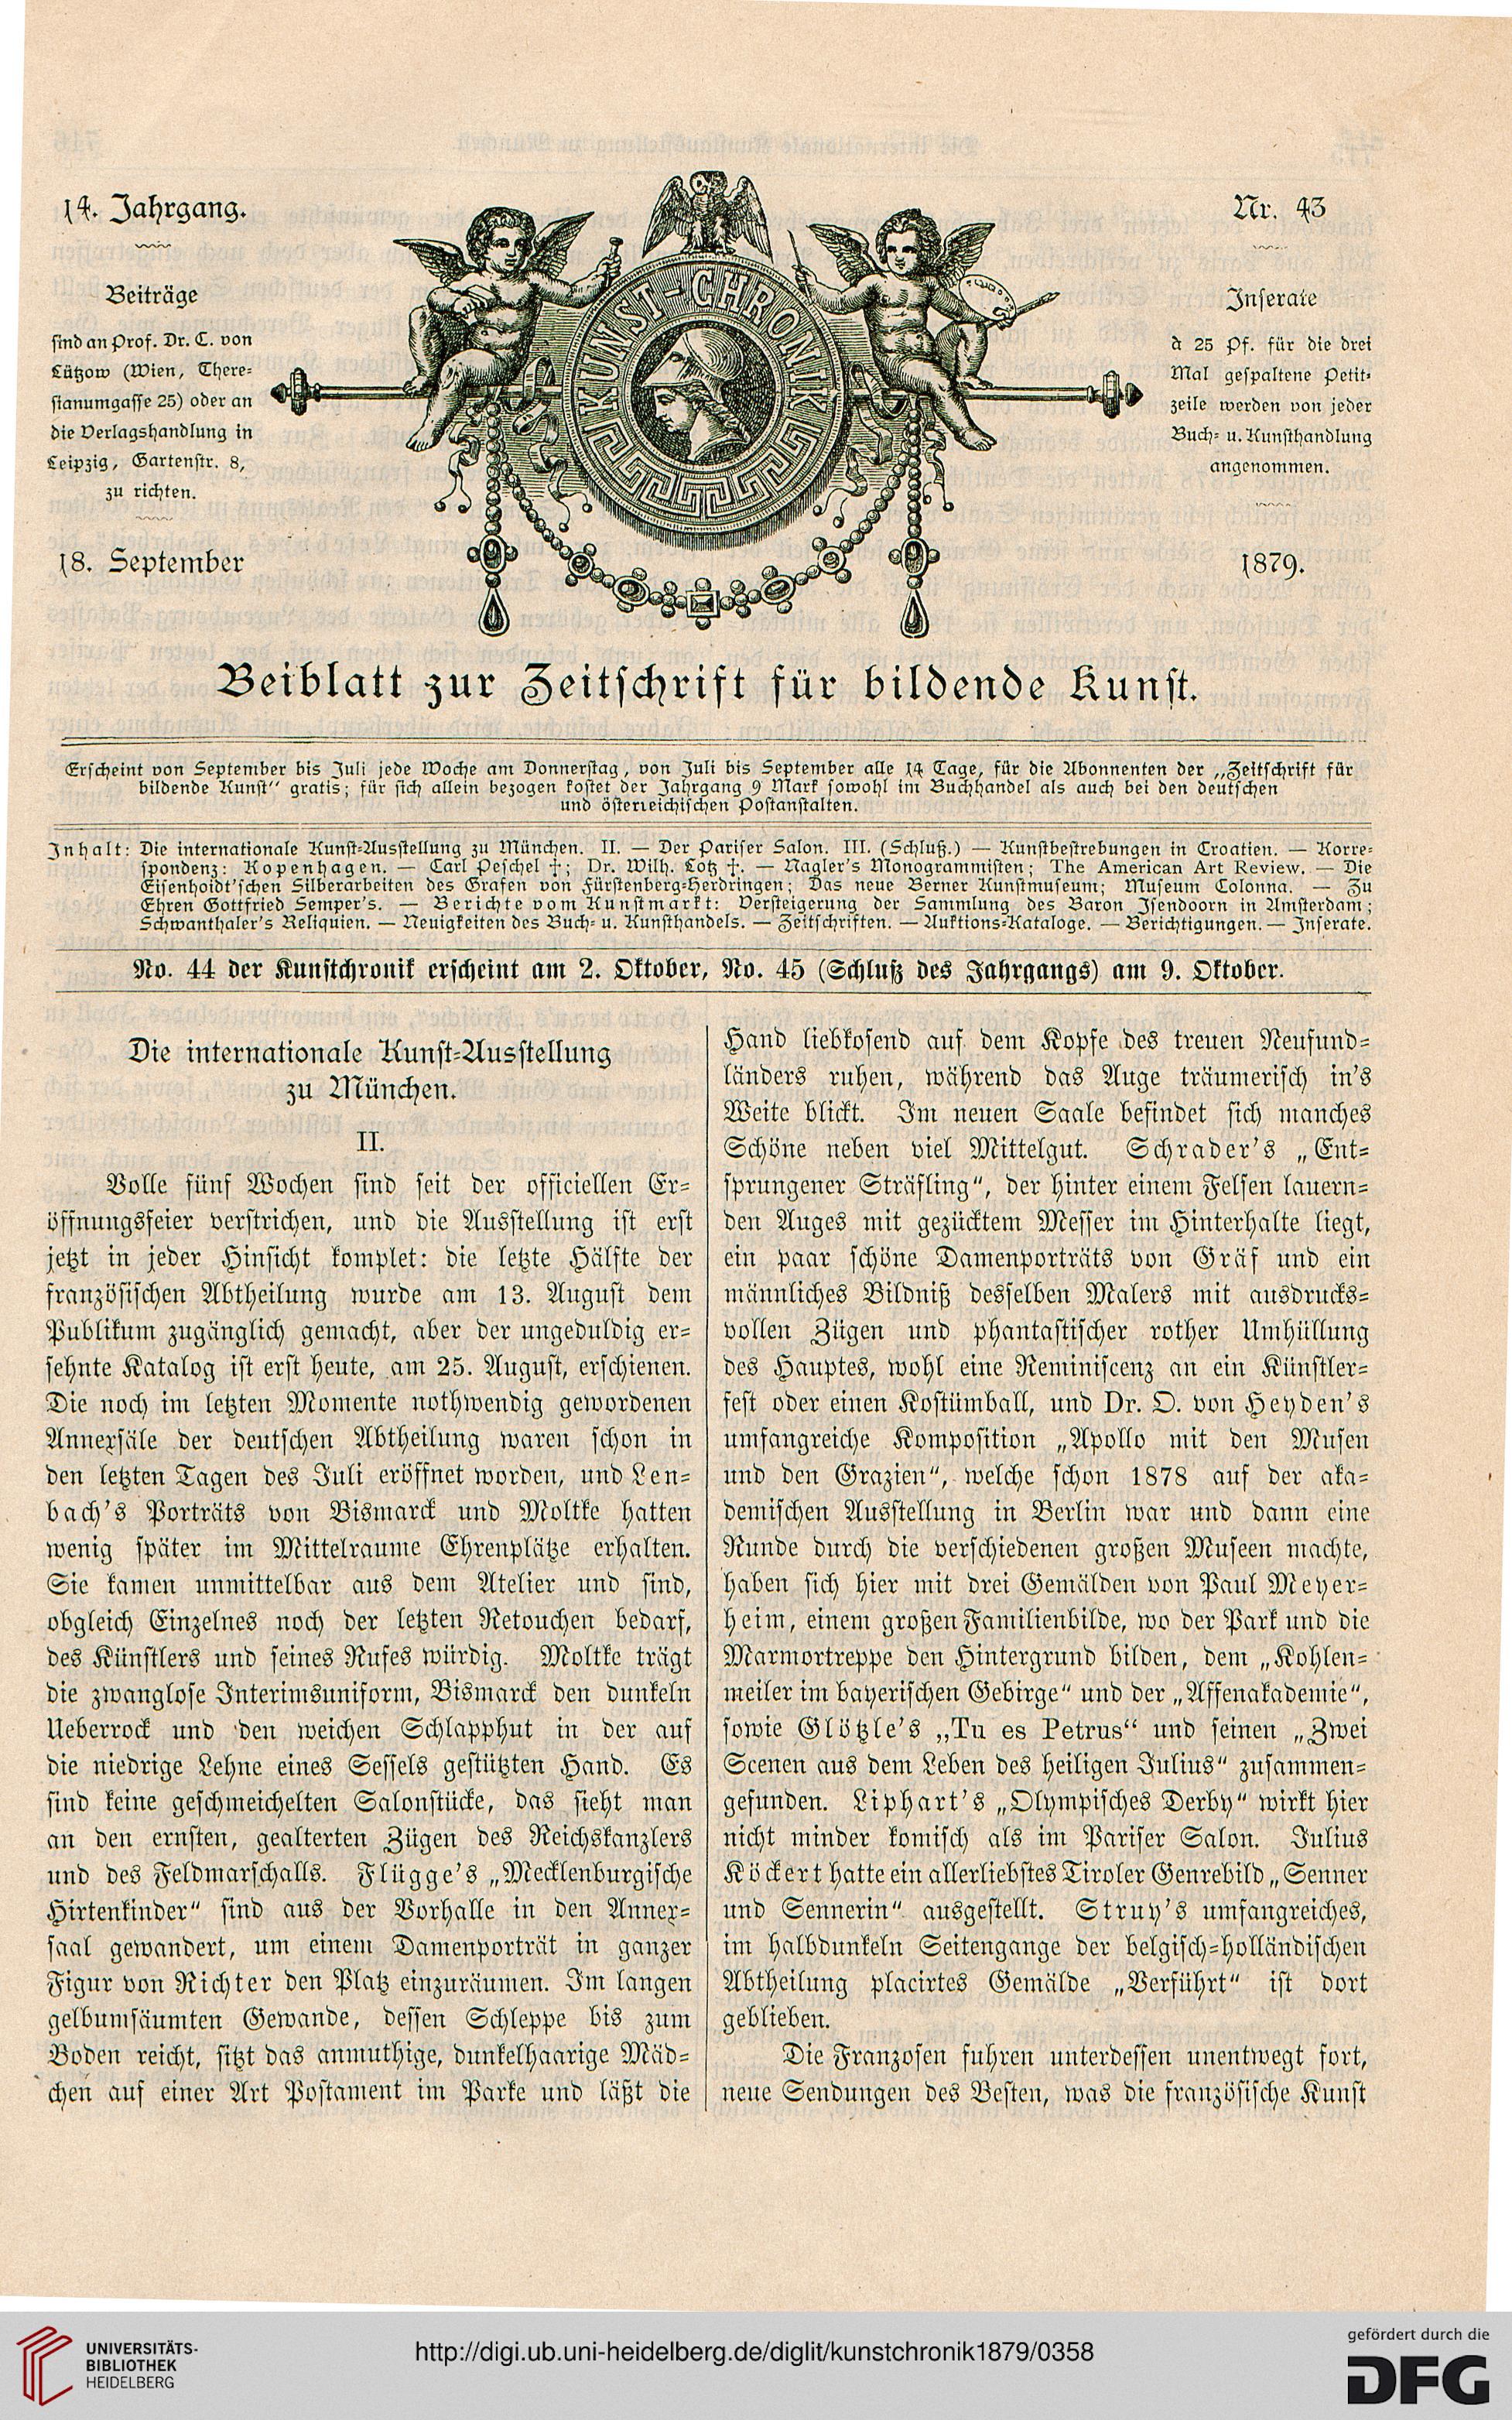 14. Jahrgang.
Beiträge
sind an Prof. Dr. C. von
Lützow (Wien, There-
sianumgasse 25) oder an
die Verlagshandlung in
Leipzig, Gartenstr. 8,
zu richten.
18. September
KUNST-CHRONIK
Nr. 43
Inserate
à 25 Pf. für die drei
Mal gespaltene Petit-
zeile werden von jeder
Buch- u. Kunsthandlung
angenommen.
1879.
Beiblatt zur Zeitschrift für bildende Kunst.
Erscheint von September bis Juli jede Woche am Donnerstag, von Juli bis September alle 14 Tage, für die Abonnenten der „Zeitschrift für
bildende Kunst“ gratis; für sich allein bezogen kostet der Jahrgang 9 Mark sowohl im Buchhandel als auch bei den deutschen
und österreichischen Postanstalten.
Inhalt: Die internationale Kunst-Ausstellung zu München. II. — Der Pariser Salon. III. (Schluß.) — Kunstbestrebungen in Croatien. — Korre-
spondenz: Kopenhagen. — Carl Peschel †; Dr. Wilh. Lotz †. — Nagler's Monogrammisten; The American Art Review. — Die
Eisenhoidt'schen Silberarbeiten des Grafen von Fürstenberg-Herdringen; Das neue Berner Kunstmuseum; Museum Colonna. — Zu
Ehren Gottfried Semper's. — Berichte vom Kunstmarkt: Versteigerung der Sammlung des Baron Isendoorn in Amsterdam;
Schwanthaler's Reliquien. — Neuigkeiten des Buch- u. Kunsthandels. — Zeitschriften. — Auktions-Kataloge. — Berichtigungen. — Inserate.
No. 44 der Kunstchronik erscheint am 2. Oktober, No. 45 (Schluß des Jahrgangs) am 9. Oktober.
Die internationale Kunst-Ausstellung
zu München.
II.
Volle fünf Wochen sind seit der officiellen Er-
öffnungsfeier verstrichen, und die Ausstellung ist erst
jetzt in jeder Hinsicht komplet: die letzte Hälfte der
französischen Abtheilung wurde am 13. August dem
Publikum zugänglich gemacht, aber der ungeduldig er-
sehnte Katalog ist erst heute, am 25. August, erschienen.
Die noch im letzten Momente nothwendig gewordenen
Annexsäle der deutschen Abtheilung waren schon in
den letzten Tagen des Juli eröffnet worden, und Len-
bach's Porträts von Bismarck und Moltke hatten
wenig später im Mittelraume Ehrenplätze erhalten.
Sie kamen unmittelbar aus dem Atelier und sind,
obgleich Einzelnes noch der letzten Retouchen bedarf,
des Künstlers und seines Rufes würdig. Moltke trägt
die zwanglose Interimsuniform, Bismarck den dunkeln
Ueberrock und den weichen Schlapphut in der auf
die niedrige Lehne eines Sessels gestützten Hand. Es
sind keine geschmeichelten Salonstücke, das sieht man
an den ernsten, gealterten Zügen des Reichskanzlers
und des Feldmarschalls. Flügge's „Mecklenburgische
Hirtenkinder“ sind aus der Vorhalle in den Annex-
saal gewandert, um einem Damenporträt in ganzer
Figur von Richter den Platz einzuräumen. Im langen
gelbumsäumten Gewande, dessen Schleppe bis zum
Boden reicht, sitzt das anmuthige, dunkelhaarige Mäd-
chen auf einer Art Postament im Parke und läßt die
Hand liebkosend auf dem Kopfe des treuen Neufund-
länders ruhen, während das Auge träumerisch in's
Weite blickt. Im neuen Saale befindet sich manches
Schöne neben viel Mittelgut. Schrader's „Ent-
sprungener Sträfling“, der hinter einem Felsen lauern-
den Auges mit gezücktem Messer im Hinterhalte liegt,
ein paar schöne Damenporträts von Gräf und ein
männliches Bildniß desselben Malers mit ausdrucks-
vollen Zügen und phantastischer rother Umhüllung
des Hauptes, wohl eine Reminiscenz an ein Künstler-
fest oder einen Kostümball, und Dr. O. von Heyden's
umfangreiche Komposition „Apollo mit den Musen
und den Grazien“, welche schon 1878 auf der aka-
demischen Ausstellung in Berlin war und dann eine
Runde durch die verschiedenen großen Museen machte,
haben sich hier mit drei Gemälden von Paul Meyer-
heim, einem großen Familienbilde, wo der Park und die
Marmortreppe den Hintergrund bilden, dem „Kohlen-
meiler im bayerischen Gebirge“ und der „Affenakademie“,
sowie Glötzle's „Tu es Petrus“ und seinen „Zwei
Scenen aus dem Leben des heiligen Julius“ zusammen-
gefunden. Liphart's „Olympisches Derby“ wirkt hier
nicht minder komisch als im Pariser Salon. Julius
Köckert hatte ein allerliebstes Tiroler Genrebild „Senner
und Sennerin“ ausgestellt. Struy's umfangreiches,
im halbdunkeln Seitengange der belgisch-holländischen
Abtheilung placirtes Gemälde „Verführt“ ist dort
geblieben.
Die Franzosen fuhren unterdessen unentwegt fort,
neue Sendungen des Besten, was die französische Kunst
UNIVERSITÄTS-
BIBLIOTHEK
HEIDELBERG
http://digi.ub.uni-heidelberg.de/diglit/kunstchronik1879/0358
gefördert durch die
DFG